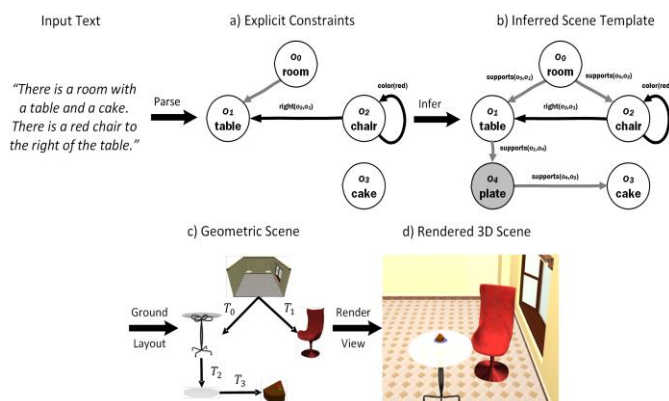 Input Text
a) Explicit Constraints
b) Inferred Scene Template
"There is a room with
a table and a cake.
There is a red chair to
the right of the table."
Parse
o0
room
o1
table
right(o2,o1)
o2
chair
color(red)
o3
cake
Infer
o0
room
supports(o0,o1)
supports(o0,o2)
o1
table
right(o2,o1)
o2
chair
color(red)
supports(o1,o4)
o4
plate
supports(o4,o3)
o3
cake
c) Geometric Scene
d) Rendered 3D Scene
Ground
Layout
T0
T1
T2
T3
Render
View